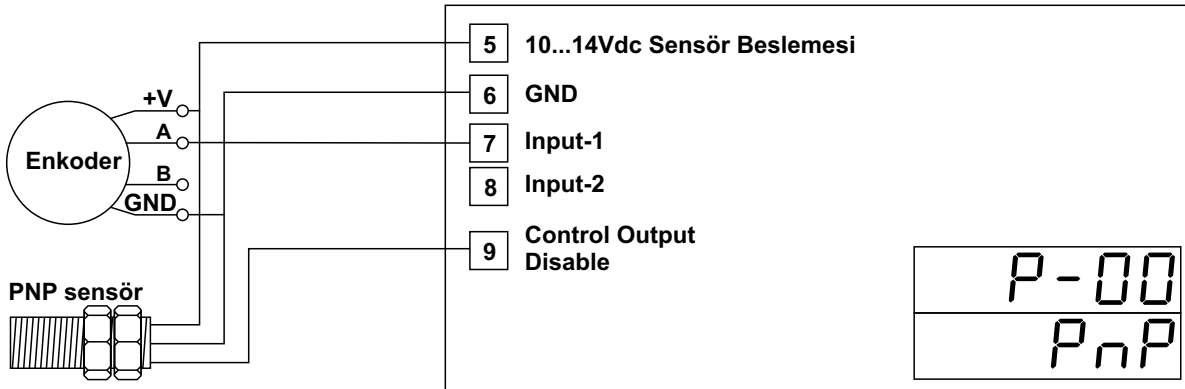 5 10...14Vdc Sensör Beslemesi
6 GND
7 Input-1
8 Input-2
9 Control Output
Disable
+V
A
Enkoder
B
GND
PNP sensör
P-00
PnP